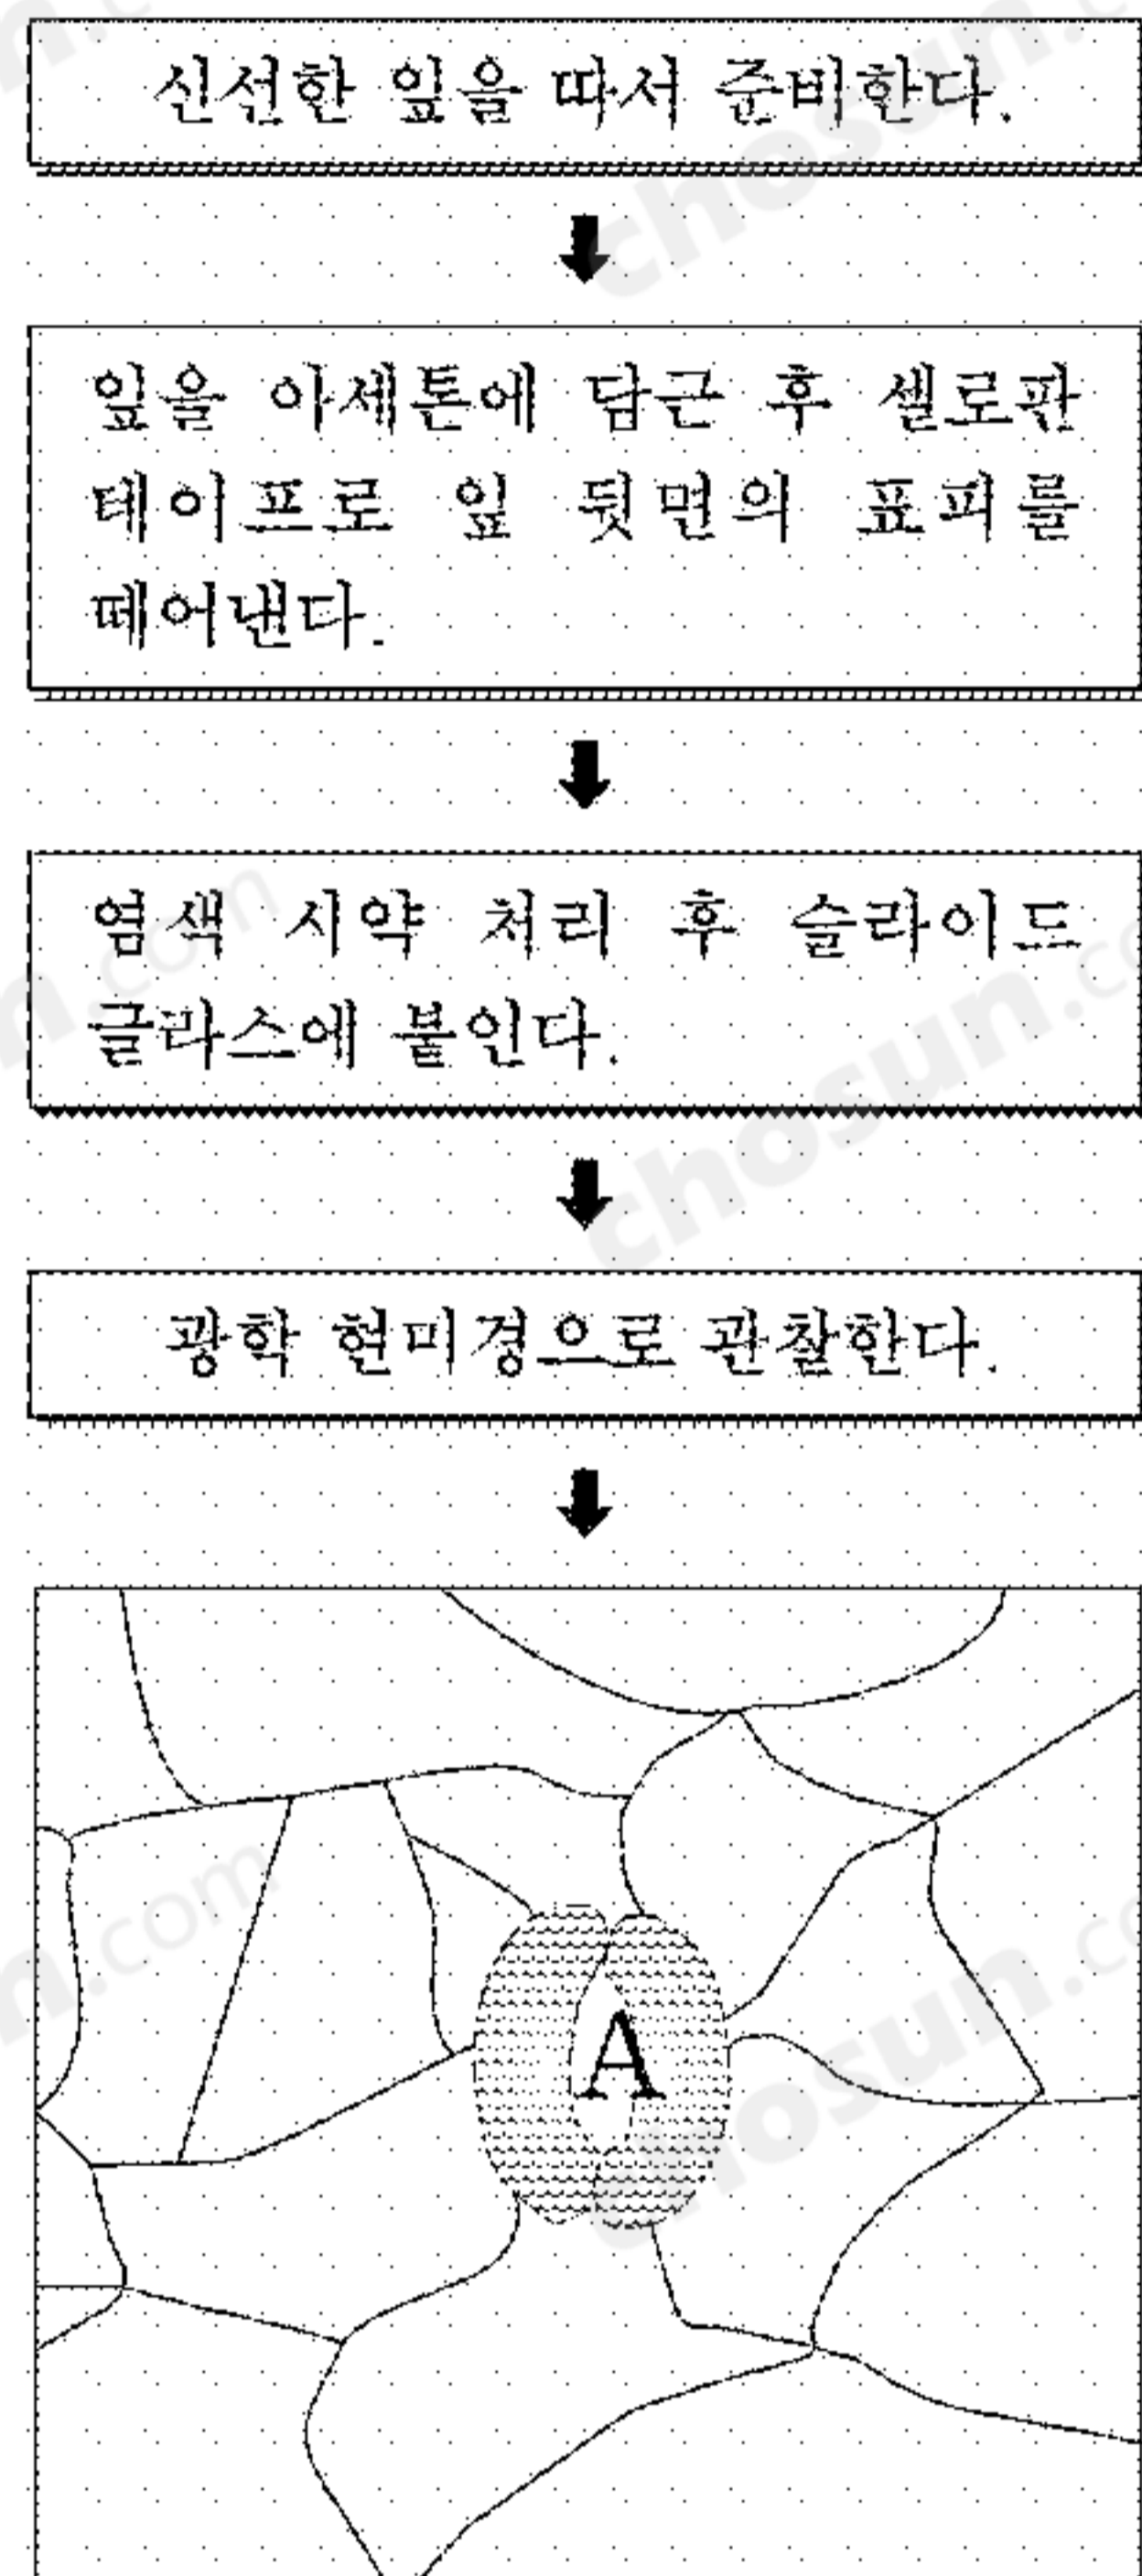 신선한 잎을 따서 준비한다.
잎을 아세톤에 담근 후 셀로판
테이프로 잎 뒷면의 표피를
떼어낸다.
염색 시약 처리 후 슬라이드
글라스에 붙인다.
광학 현미경으로 관찰한다.
A
chosun.com